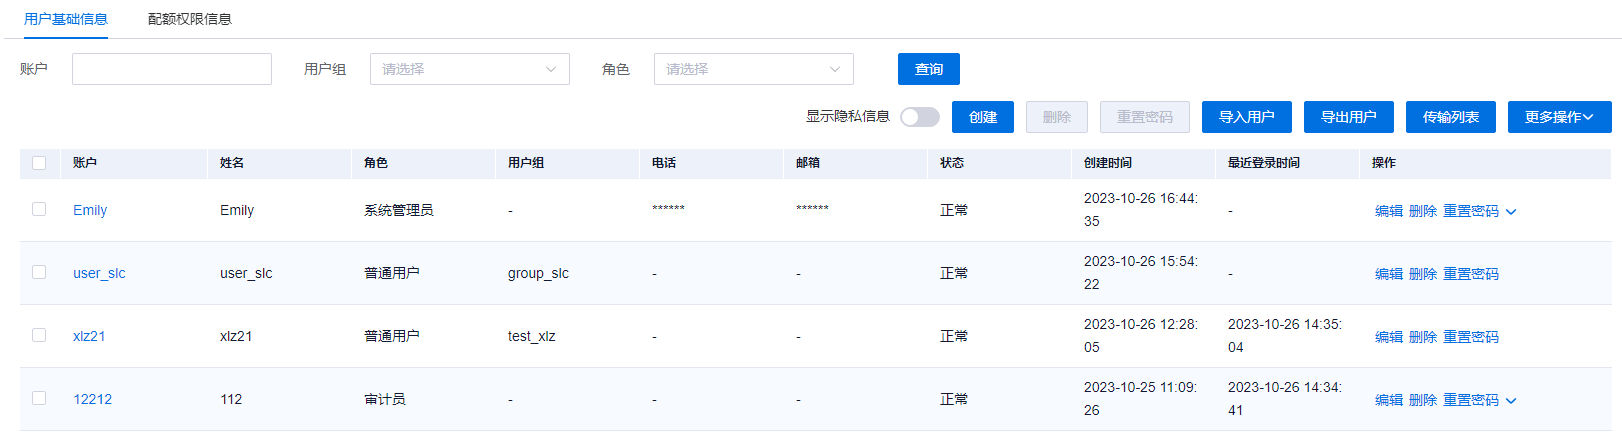 用户基础信息 配额权限信息
账户 用户组 请选择 角色 请选择 查询
显示隐私信息 创建 删除 重置密码 导入用户 导出用户 传输列表 更多操作
账户 姓名 角色 用户组 电话 邮箱 状态 创建时间 最近登录时间 操作
Emily Emily 系统管理员 - ****** ****** 正常 2023-10-26 16:44:35 - 编辑 删除 重置密码
user_slc user_slc 普通用户 group_slc - - 正常 2023-10-26 15:54:22 - 编辑 删除 重置密码
xlz21 xlz21 普通用户 test_xlz - - 正常 2023-10-26 12:28:05 2023-10-26 14:35:04 编辑 删除 重置密码
12212 112 审计员 - - - 正常 2023-10-25 11:09:26 2023-10-26 14:34:41 编辑 删除 重置密码